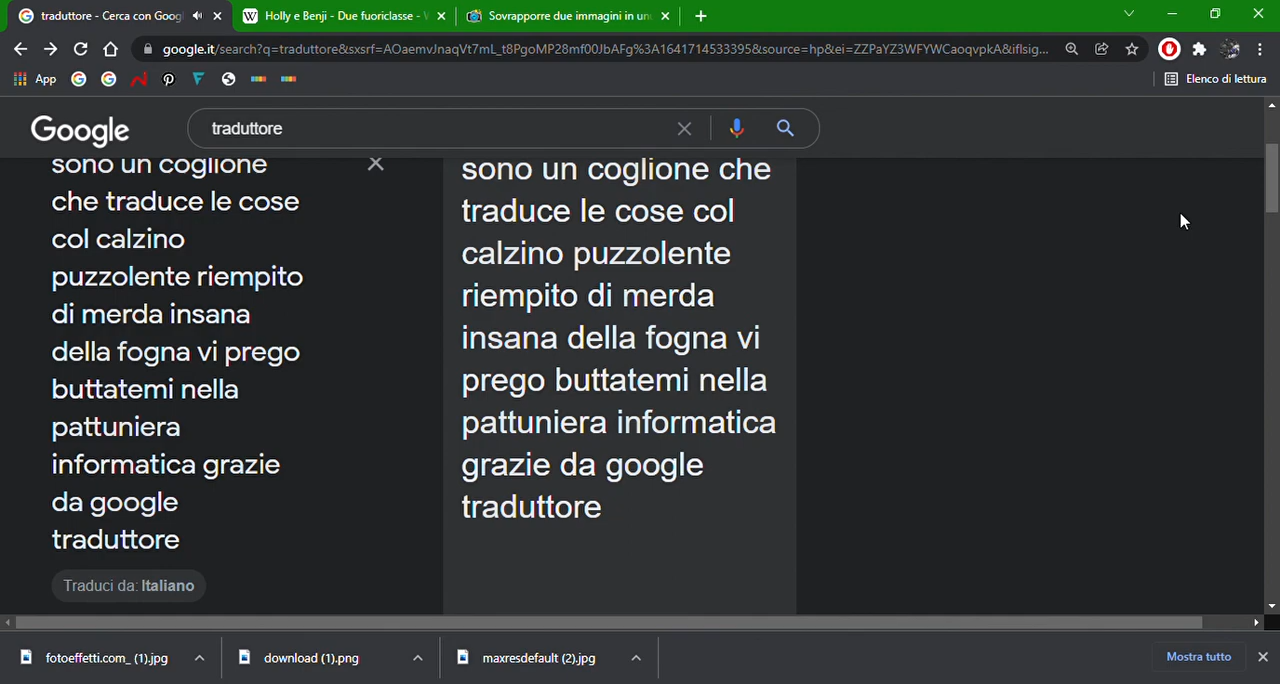 traduttore - Cerca con Googl
Holly e Benji - Due fuoriclasse - W
Sovrapporre due immagini in un
google.it/search?q=traduttore&sxsrf=AOaemvJnaqVt7mL_t8PgoMP28mf00JbAFg%3A1641714533395&source=hp&ei=ZZPaYZ3WFYWCaoqvpkA&iflsig...
App
Elenco di lettura
Google
traduttore
sono un coglione
che traduce le cose
col calzino
puzzolente riempito
di merda insana
della fogna vi prego
buttatemi nella
pattuniera
informatica grazie
da google
traduttore
Traduci da: Italiano
sono un coglione che
traduce le cose col
calzino puzzolente
riempito di merda
insana della fogna vi
prego buttatemi nella
pattuniera informatica
grazie da google
traduttore
fotoeffetti.com_ (1).jpg
download (1).png
maxresdefault (2).jpg
Mostra tutto